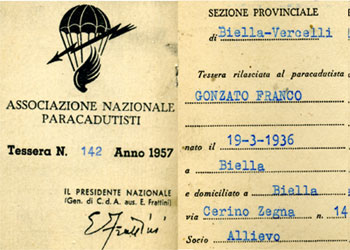 ASSOCIAZIONE NAZIONALE
PARACADUTISTI
Tessera N. 142 Anno 1957
IL PRESIDENTE NAZIONALE
(Gen. di C.d A. aus. E. Frattini)
E. Frattini
SEZIONE PROVINCIALE
di Biella-Vercelli
Tessera rilasciata al paracadutista
GONZATO FRANCO
nato il 19-3-1936
a Biella
e domiciliato a Biella
via Cerino Zegna n. 14
Socio Allievo